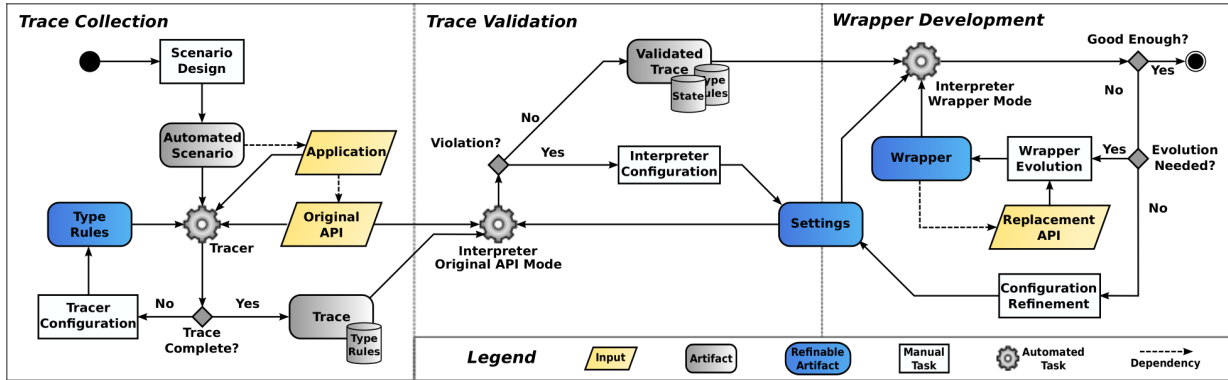 Trace Collection
Scenario
Design
Automated
Scenario
Application
Type
Rules
Original
API
Tracer
Tracer
Configuration
No
Yes
Trace
Complete?
Trace
Type
Rules
Trace Validation
Validated
Trace
State
Type
Rules
No
Violation?
Yes
Interpreter
Configuration
Interpreter
Original API Mode
Settings
Wrapper Development
Good Enough?
Yes
No
Interpreter
Wrapper Mode
Wrapper
Wrapper
Evolution
Yes
Evolution
Needed?
No
Replacement
API
Configuration
Refinement
Legend
Input
Artifact
Refinable
Artifact
Manual
Task
Automated
Task
Dependency